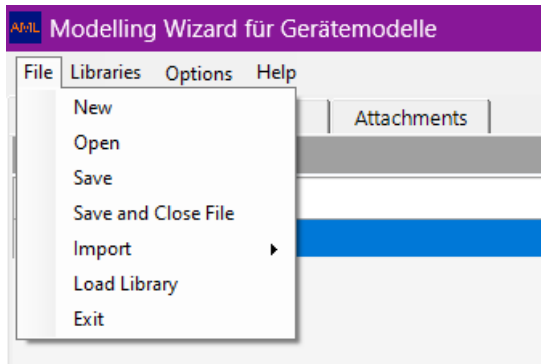 AML Modelling Wizard für Gerätemodelle
File Libraries Options Help
New
Attachments
Open
Save
Save and Close File
Import
Load Library
Exit